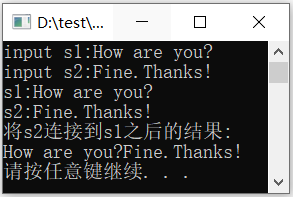 D:\test\...
input s1:How are you?
input s2:Fine.Thanks!
s1:How are you?
s2:Fine.Thanks!
将s2连接到s1之后的结果:
How are you?Fine.Thanks!
请按任意键继续. . .